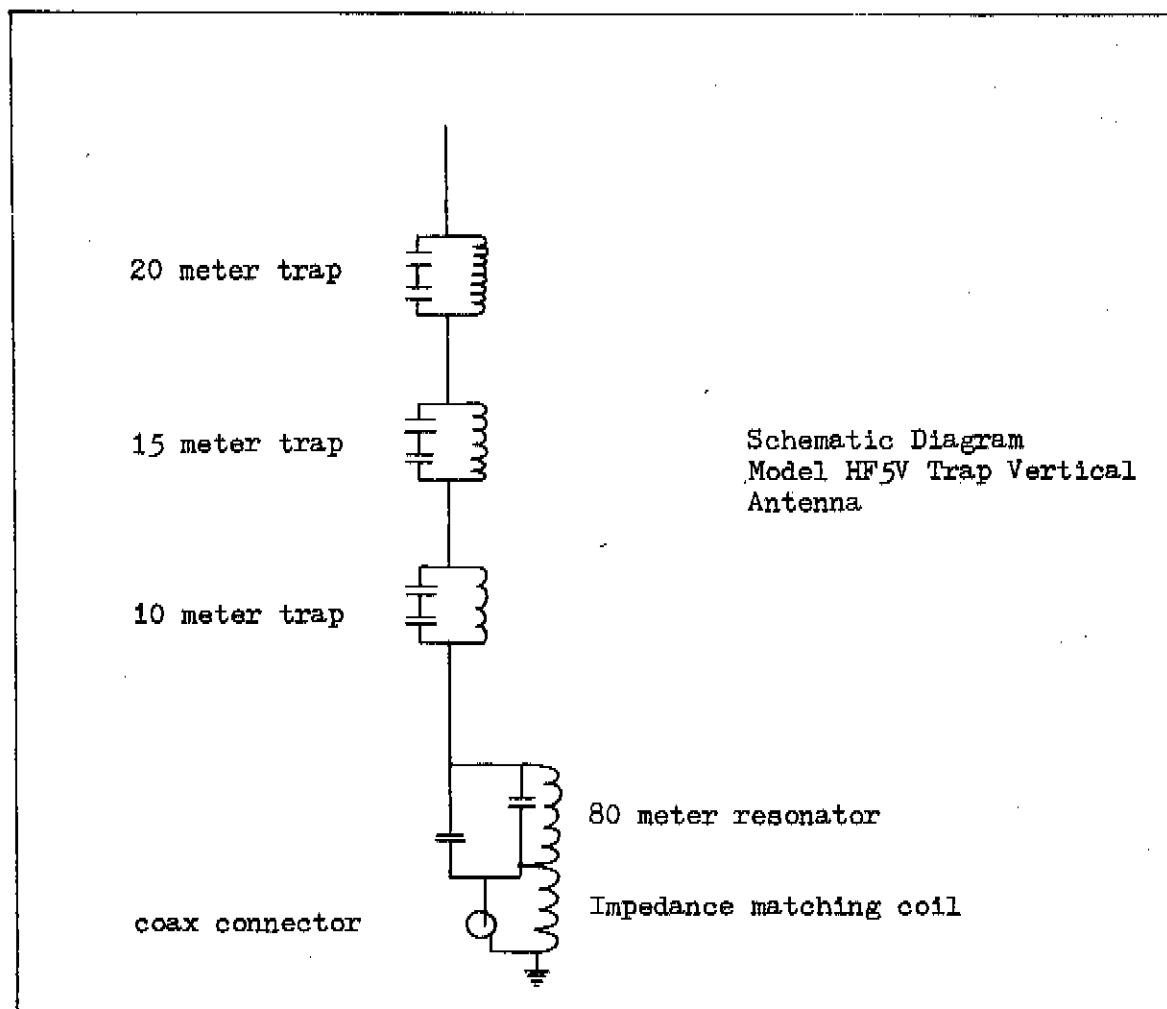 20 meter trap
15 meter trap
Schematic Diagram
Model HF5V Trap Vertical
Antenna
10 meter trap
80 meter resonator
Impedance matching coil
coax connector